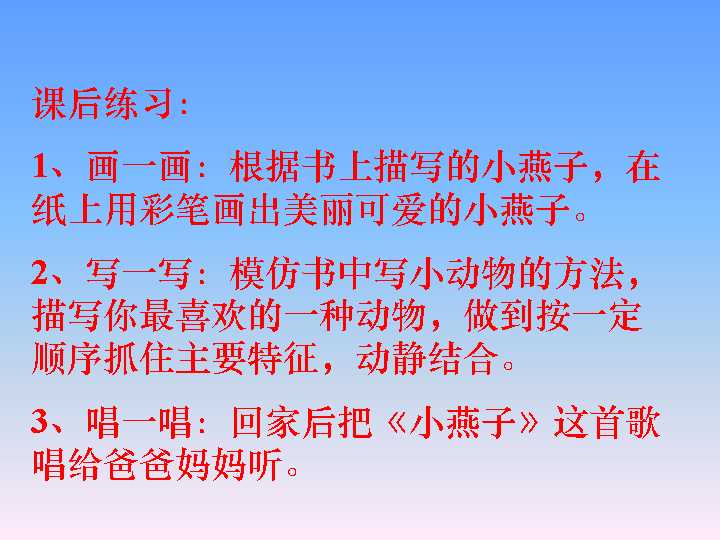 课后练习：
1、画一画：根据书上描写的小燕子，在
纸上用彩笔画出美丽可爱的小燕子。
2、写一写：模仿书中写小动物的方法，
描写你最喜欢的一种动物，做到按一定
顺序抓住主要特征，动静结合。
3、唱一唱：回家后把《小燕子》这首歌
唱给爸爸妈妈听。